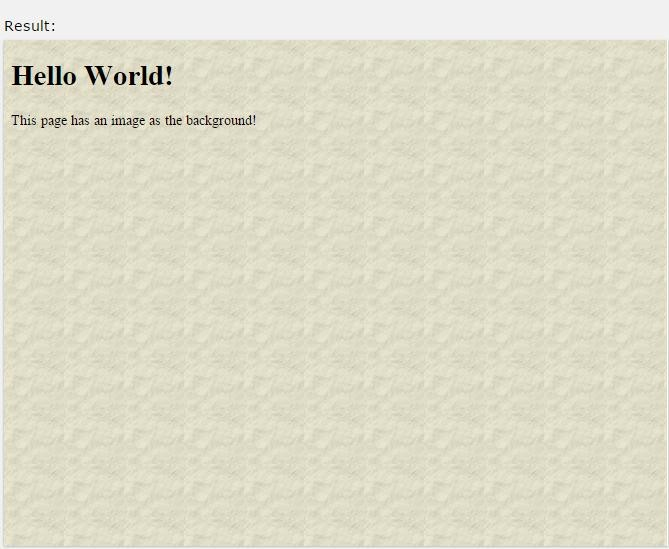 Result:
Hello World!
This page has an image as the background!